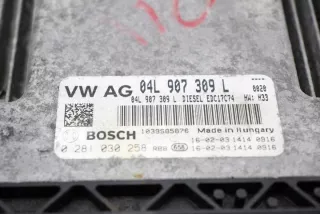 VW AG 04L 907 309 L
04L 907 309 L DIESEL EDC17C74 0020
HW: H33
BOSCH
1039S85676 Made in Hungary
16-02-03 1414 0916
0 281 030 258
16-02-03 1414 0916